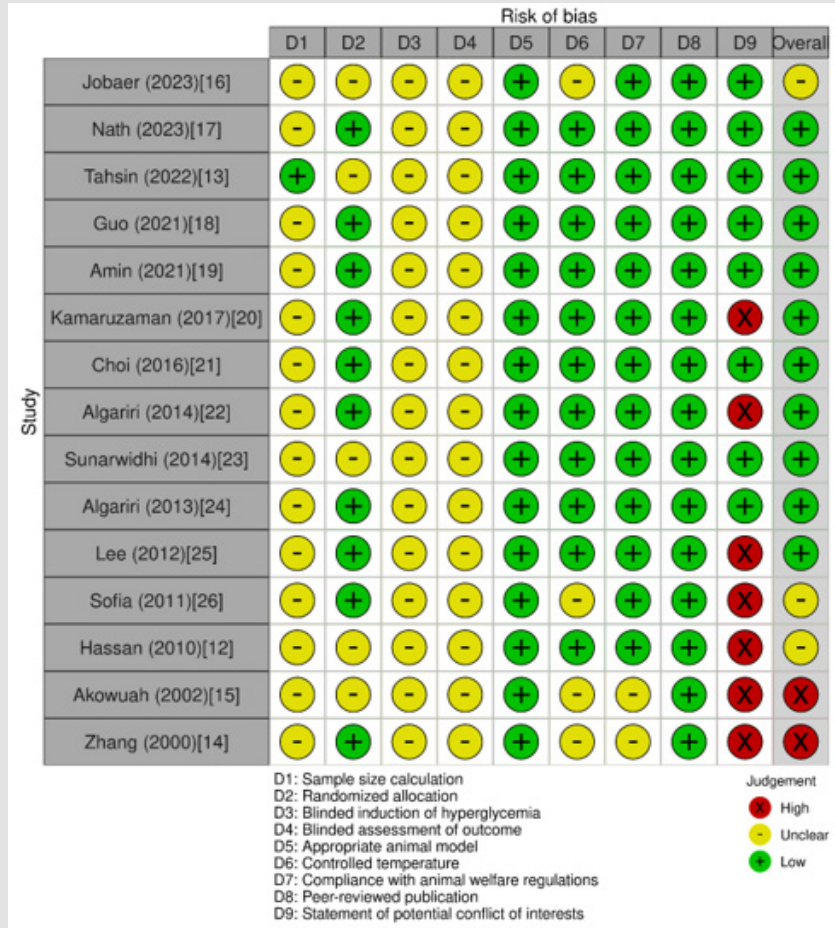 Risk of bias
D1 D2 D3 D4 D5 D6 D7 D8 D9 Overall
Jobaer (2023)[16] - - - - + - + + + -
Nath (2023)[17] - + - - + + + + + +
Tahsin (2022)[13] + - - - + + + + + +
Guo (2021)[18] - + - - + + + + + +
Amin (2021)[19] - + - - + + + + + +
Kamaruzaman (2017)[20] - + - - + + + + X +
Choi (2016)[21] - + - - + + + + + +
Algariri (2014)[22] - + - - + + + + X +
Study
Sunarwidhi (2014)[23] - - - - + + + + + +
Algariri (2013)[24] - + - - + + + + + +
Lee (2012)[25] - + - - + + + + X +
Sofia (2011)[26] - + - - + - + + X -
Hassan (2010)[12] - - - - + + + + X -
Akowuah (2002)[15] - - - - + - - + X X
Zhang (2000)[14] - + - - + - - + X X
D1: Sample size calculation
D2: Randomized allocation
D3: Blinded induction of hyperglycemia
D4: Blinded assessment of outcome
D5: Appropriate animal model
D6: Controlled temperature
D7: Compliance with animal welfare regulations
D8: Peer-reviewed publication
D9: Statement of potential conflict of interests
Judgement
X High
- Unclear
+ Low